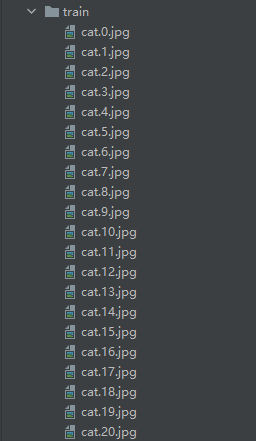 train
cat.0.jpg
cat.1.jpg
cat.2.jpg
cat.3.jpg
cat.4.jpg
cat.5.jpg
cat.6.jpg
cat.7.jpg
cat.8.jpg
cat.9.jpg
cat.10.jpg
cat.11.jpg
cat.12.jpg
cat.13.jpg
cat.14.jpg
cat.15.jpg
cat.16.jpg
cat.17.jpg
cat.18.jpg
cat.19.jpg
cat.20.jpg